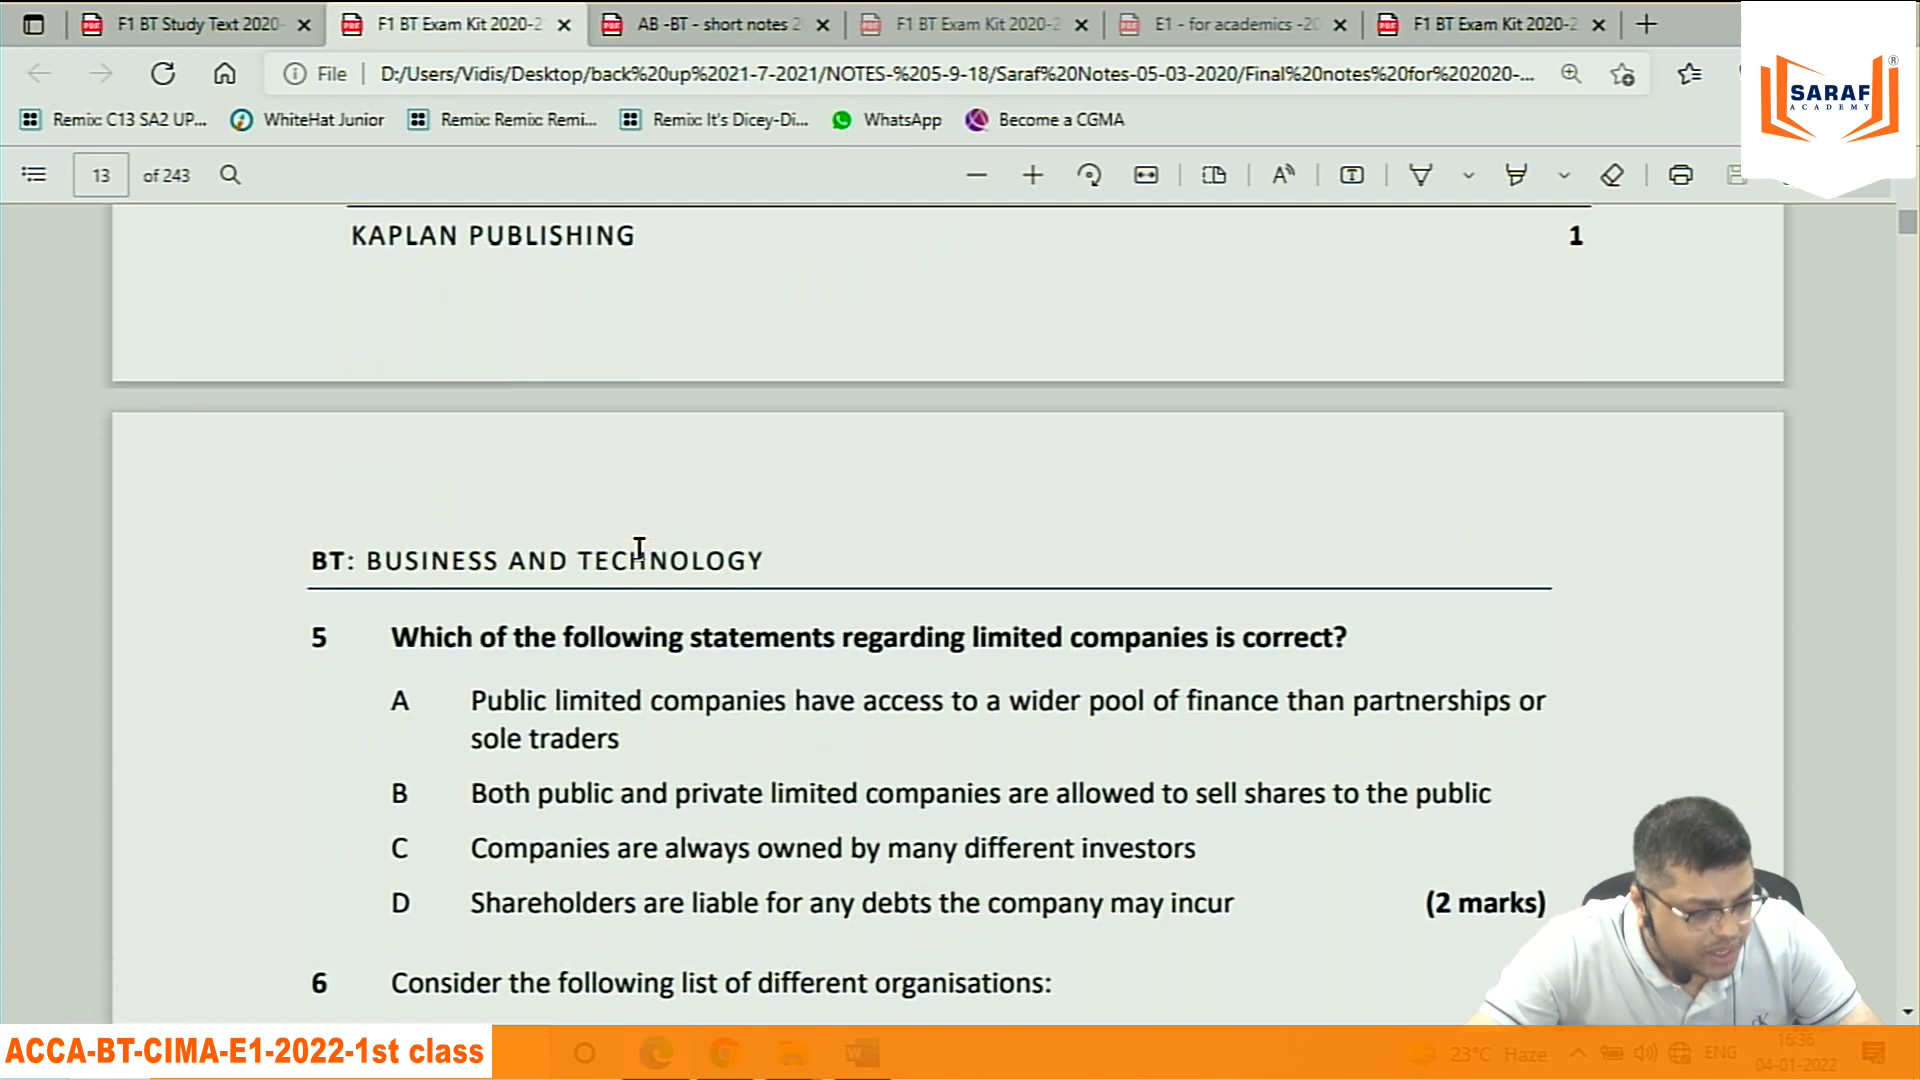 F1 BT Study Text 2020-
F1 BT Exam Kit 2020-2
AB -BT - short notes 2
F1 BT Exam Kit 2020-2
E1 - for academics -20
F1 BT Exam Kit 2020-2
File
D:/Users/Vidis/Desktop/back%20up%2021-7-2021/NOTES-%205-9-18/Saraf%20Notes-05-03-2020/Final%20notes%20for%202020-...
SARAF
ACADEMY
®
Remix: C13 SA2 UP...
WhiteHat Junior
Remix: Remix: Remi...
Remix: It's Dicey-Di...
WhatsApp
Become a CGMA
13 of 243
KAPLAN PUBLISHING 1
BT: BUSINESS AND TECHNOLOGY
5 Which of the following statements regarding limited companies is correct?
A Public limited companies have access to a wider pool of finance than partnerships or
sole traders
B Both public and private limited companies are allowed to sell shares to the public
C Companies are always owned by many different investors
D Shareholders are liable for any debts the company may incur (2 marks)
6 Consider the following list of different organisations:
ACCA-BT-CIMA-E1-2022-1st class
23°C Haze
ENG
16:36
04-01-2022